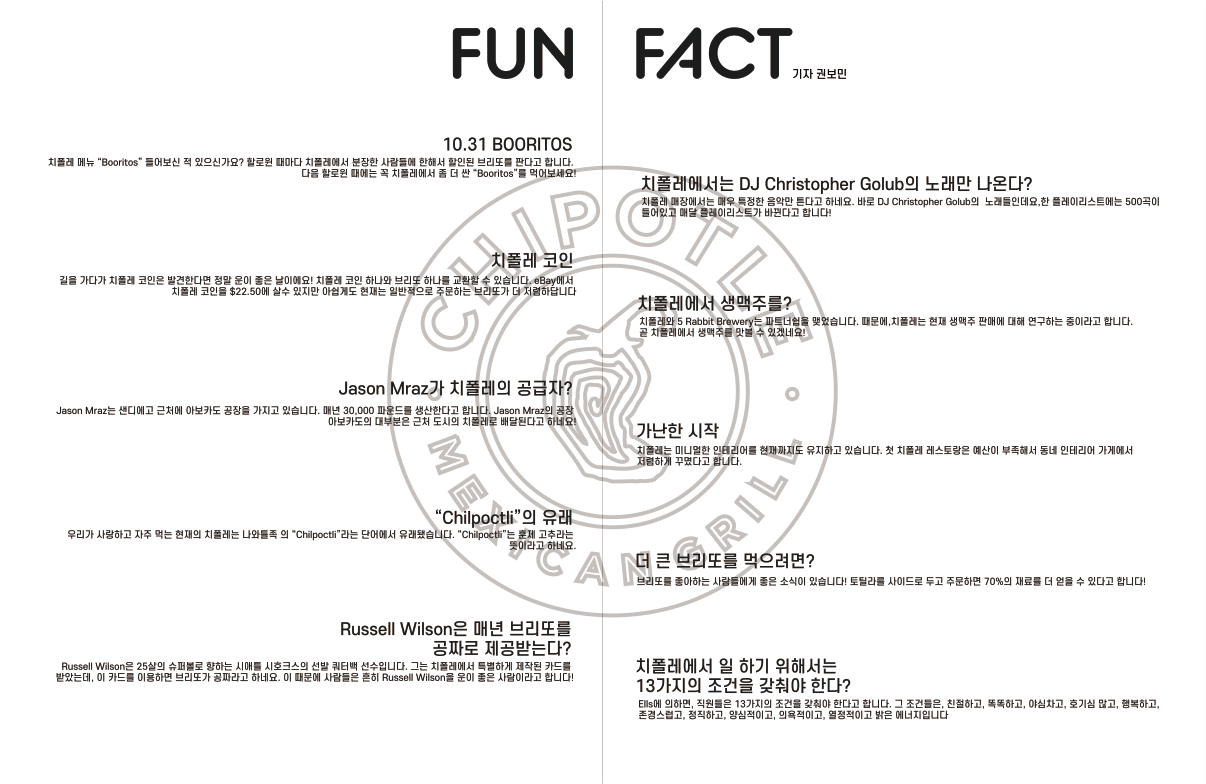 FUN FACT
기자 권보민
10.31 BOORITOS
치폴레 메뉴 “Booritos” 들어보신 적 있으신가요? 할로윈 때마다 치폴레에서 분장한 사람들에 한해서 할인된 브리또를 판다고 합니다.
다음 할로윈 때에는 꼭 치폴레에서 좀 더 싼 “Booritos”를 먹어보세요!
치폴레 코인
길을 가다가 치폴레 코인은 발견한다면 정말 운이 좋은 날이에요! 치폴레 코인 하나와 브리또 하나를 교환할 수 있습니다. eBay에서
치폴레 코인을 $22.50에 살수 있지만 아쉽게도 현재는 일반적으로 주문하는 브리또가 더 저렴하답니다
Jason Mraz가 치폴레의 공급자?
Jason Mraz는 샌디에고 근처에 아보카도 공장을 가지고 있습니다. 매년 30,000 파운드를 생산한다고 합니다. Jason Mraz의 공장
아보카도의 대부분은 근처 도시의 치폴레로 배달된다고 하네요!
“Chilpoctli”의 유래
우리가 사랑하고 자주 먹는 현재의 치폴레는 나와틀족 의 “Chilpoctli”라는 단어에서 유래됐습니다. “Chilpoctli”는 훈제 고추라는
뜻이라고 하네요.
Russell Wilson은 매년 브리또를
공짜로 제공받는다?
Russell Wilson은 25살의 슈퍼볼로 향하는 시애틀 시호크스의 선발 쿼터백 선수입니다. 그는 치폴레에서 특별하게 제작된 카드를
받았는데, 이 카드를 이용하면 브리또가 공짜라고 하네요. 이 때문에 사람들은 흔히 Russell Wilson을 운이 좋은 사람이라고 합니다!
치폴레에서는 DJ Christopher Golub의 노래만 나온다?
치폴레 매장에서는 매우 특정한 음악만 튼다고 하네요. 바로 DJ Christopher Golub의 노래들인데요,한 플레이리스트에는 500곡이
들어있고 매달 플레이리스트가 바뀐다고 합니다!
치폴레에서 생맥주를?
치폴레와 5 Rabbit Brewery는 파트너쉽을 맺었습니다. 때문에,치폴레는 현재 생맥주 판매에 대해 연구하는 중이라고 합니다.
곧 치폴레에서 생맥주를 맛볼 수 있겠네요!
가난한 시작
치폴레는 미니멀한 인테리어를 현재까지도 유지하고 있습니다. 첫 치폴레 레스토랑은 예산이 부족해서 동네 인테리어 가게에서
저렴하게 꾸몄다고 합니다.
더 큰 브리또를 먹으려면?
브리또를 좋아하는 사람들에게 좋은 소식이 있습니다! 토틸라를 사이드로 두고 주문하면 70%의 재료를 더 얻을 수 있다고 합니다!
치폴레에서 일 하기 위해서는
13가지의 조건을 갖춰야 한다?
Ells에 의하면, 직원들은 13가지의 조건을 갖춰야 한다고 합니다. 그 조건들은, 친절하고, 똑똑하고, 야심차고, 호기심 많고, 행복하고,
존경스럽고, 정직하고, 양심적이고, 의욕적이고, 열정적이고 밝은 에너지입니다
CHIPOTLE
MEXICAN GRILL